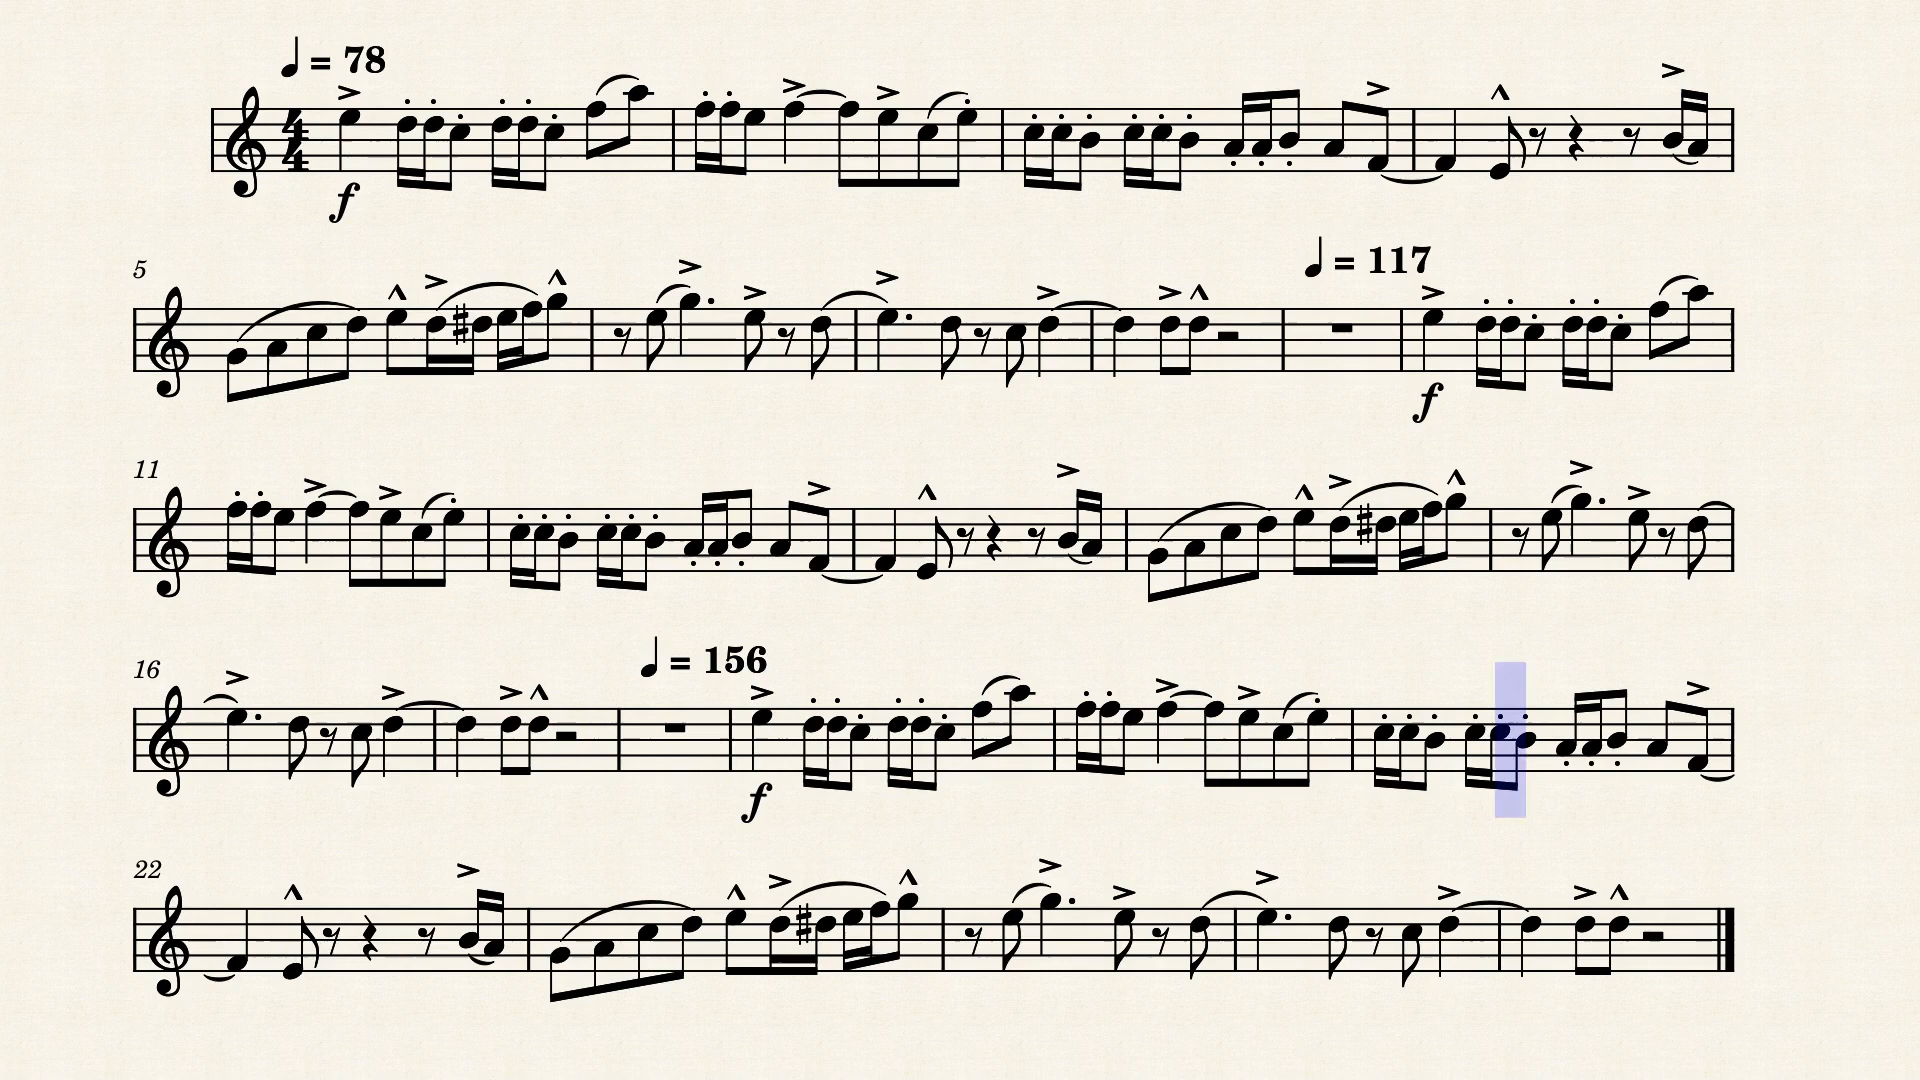 ♩ = 78
4
4
f
5
♩ = 117
f
11
16
♩ = 156
f
22